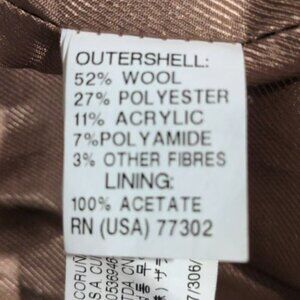 OUTERSHELL:
52% WOOL
27% POLYESTER
11% ACRYLIC
7%POLYAMIDE
3% OTHER FIBRES
LINING:
100% ACETATE
RN (USA) 77302